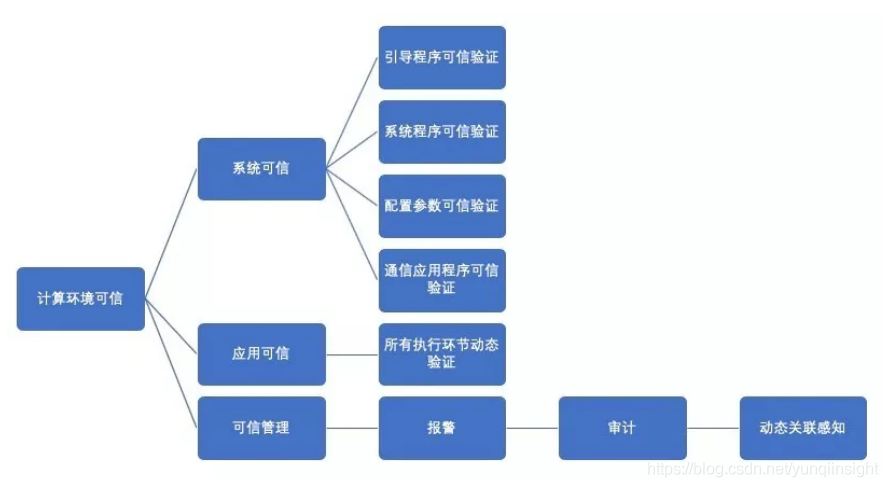 引导程序可信验证
系统程序可信验证
系统可信
配置参数可信验证
通信应用程序可信
验证
计算环境可信
应用可信
所有执行环节动态
验证
可信管理
报警
审计
动态关联感知
https://blog.csdn.net/yunqiinsight